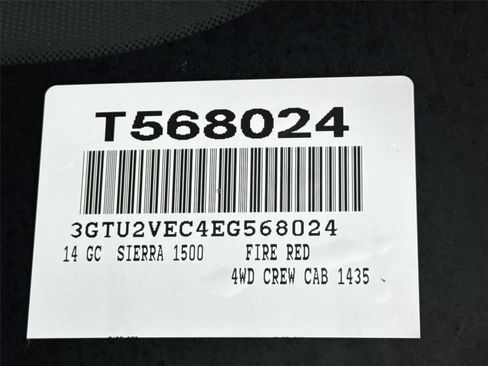 T568024
3GTU2VEC4EG568024
14 GC SIERRA 1500 FIRE RED
4WD CREW CAB 1435